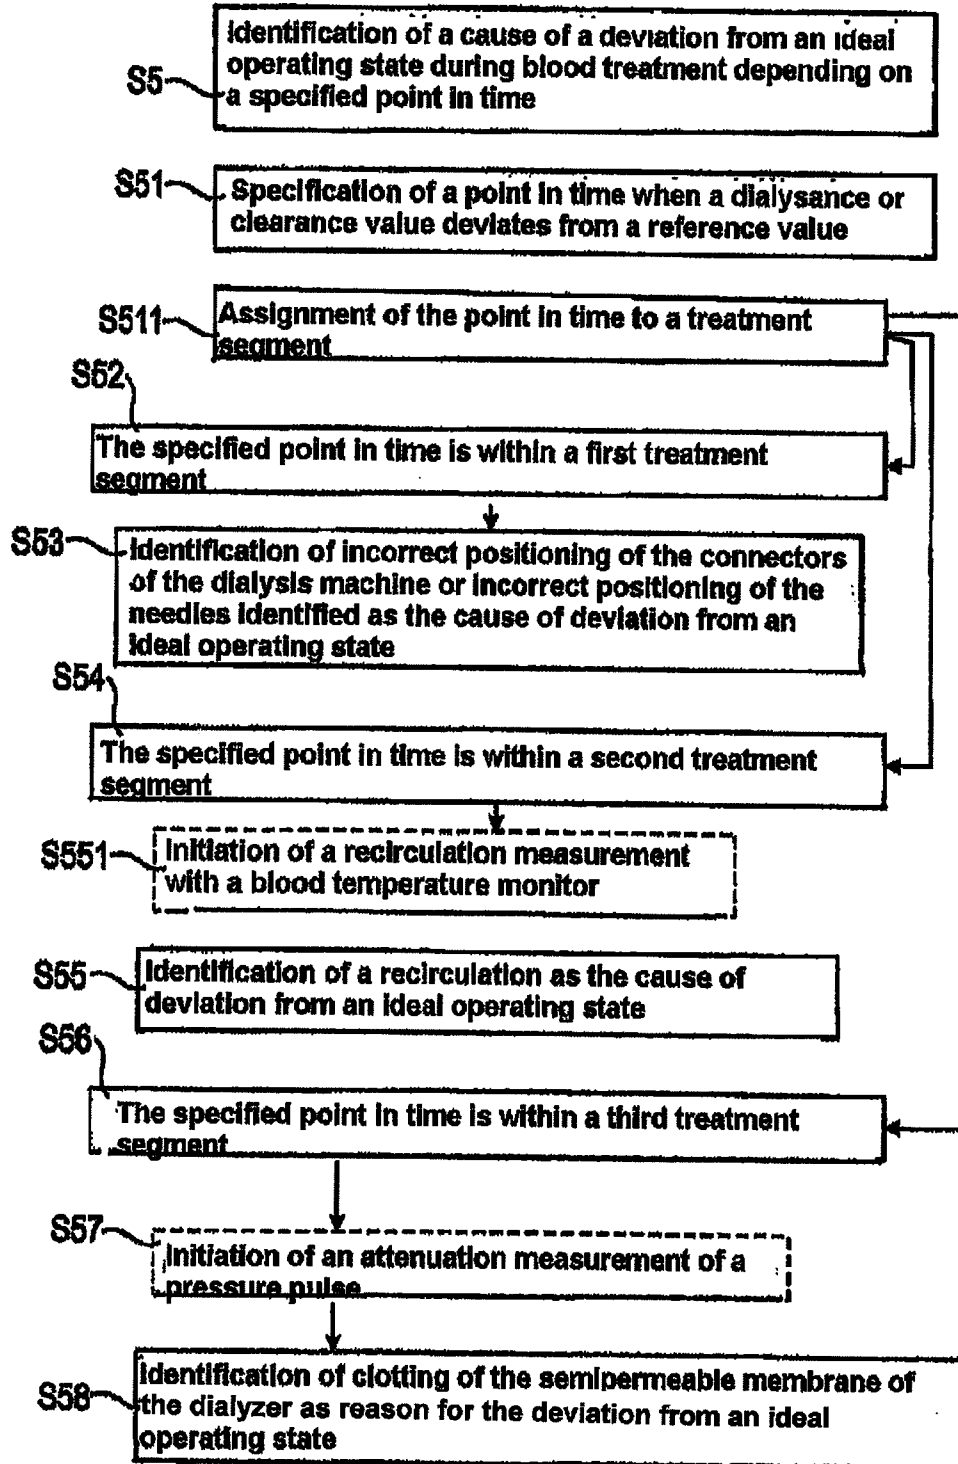 Identification of a cause of a deviation from an ideal
operating state during blood treatment depending on
a specified point in time
S5
S51
Specification of a point in time when a dialysance or
clearance value deviates from a reference value
S511
Assignment of the point in time to a treatment
segment
S52
The specified point in time is within a first treatment
segment
S53
Identification of incorrect positioning of the connectors
of the dialysis machine or incorrect positioning of the
needles identified as the cause of deviation from an
ideal operating state
S54
The specified point in time is within a second treatment
segment
S551
Initiation of a recirculation measurement
with a blood temperature monitor
S55
Identification of a recirculation as the cause of
deviation from an ideal operating state
S56
The specified point in time is within a third treatment
segment
S57
Initiation of an attenuation measurement of a
pressure pulse
S58
Identification of clotting of the semipermeable membrane of
the dialyzer as reason for the deviation from an ideal
operating state